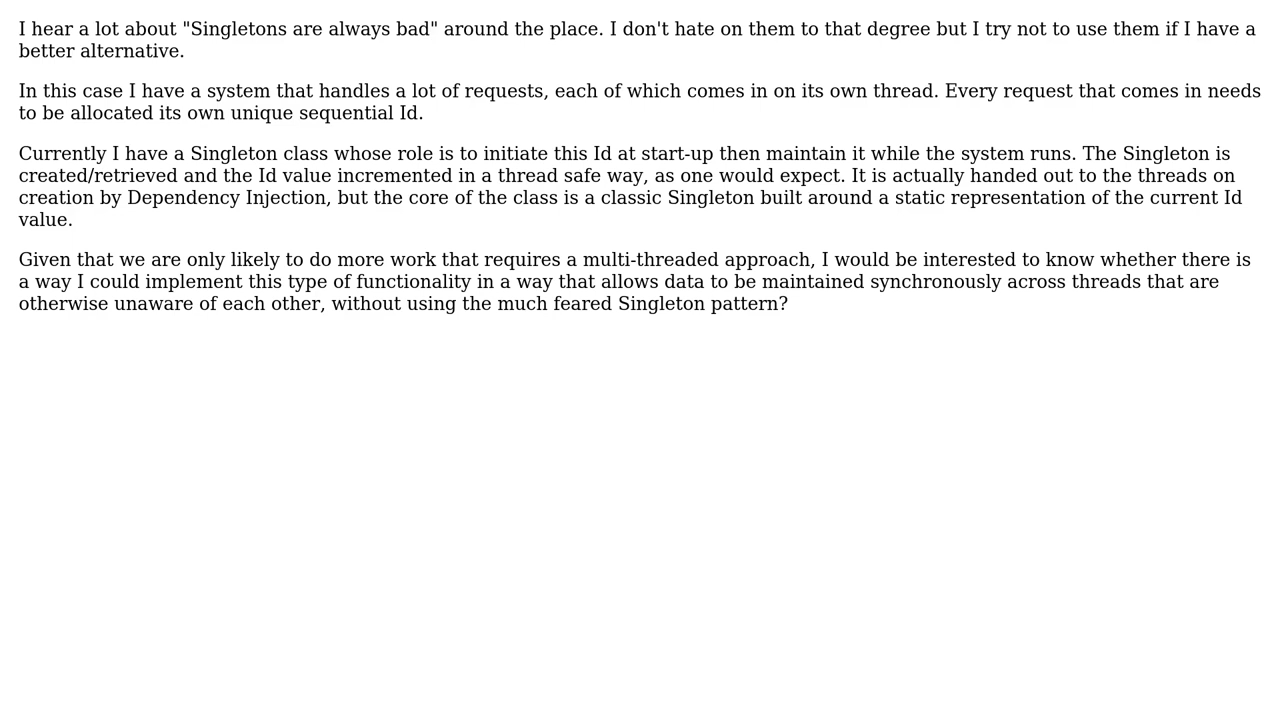 I hear a lot about "Singletons are always bad" around the place. I don't hate on them to that degree but I try not to use them if I have a
better alternative.
In this case I have a system that handles a lot of requests, each of which comes in on its own thread. Every request that comes in needs
to be allocated its own unique sequential Id.
Currently I have a Singleton class whose role is to initiate this Id at start-up then maintain it while the system runs. The Singleton is
created/retrieved and the Id value incremented in a thread safe way, as one would expect. It is actually handed out to the threads on
creation by Dependency Injection, but the core of the class is a classic Singleton built around a static representation of the current Id
value.
Given that we are only likely to do more work that requires a multi-threaded approach, I would be interested to know whether there is
a way I could implement this type of functionality in a way that allows data to be maintained synchronously across threads that are
otherwise unaware of each other, without using the much feared Singleton pattern?